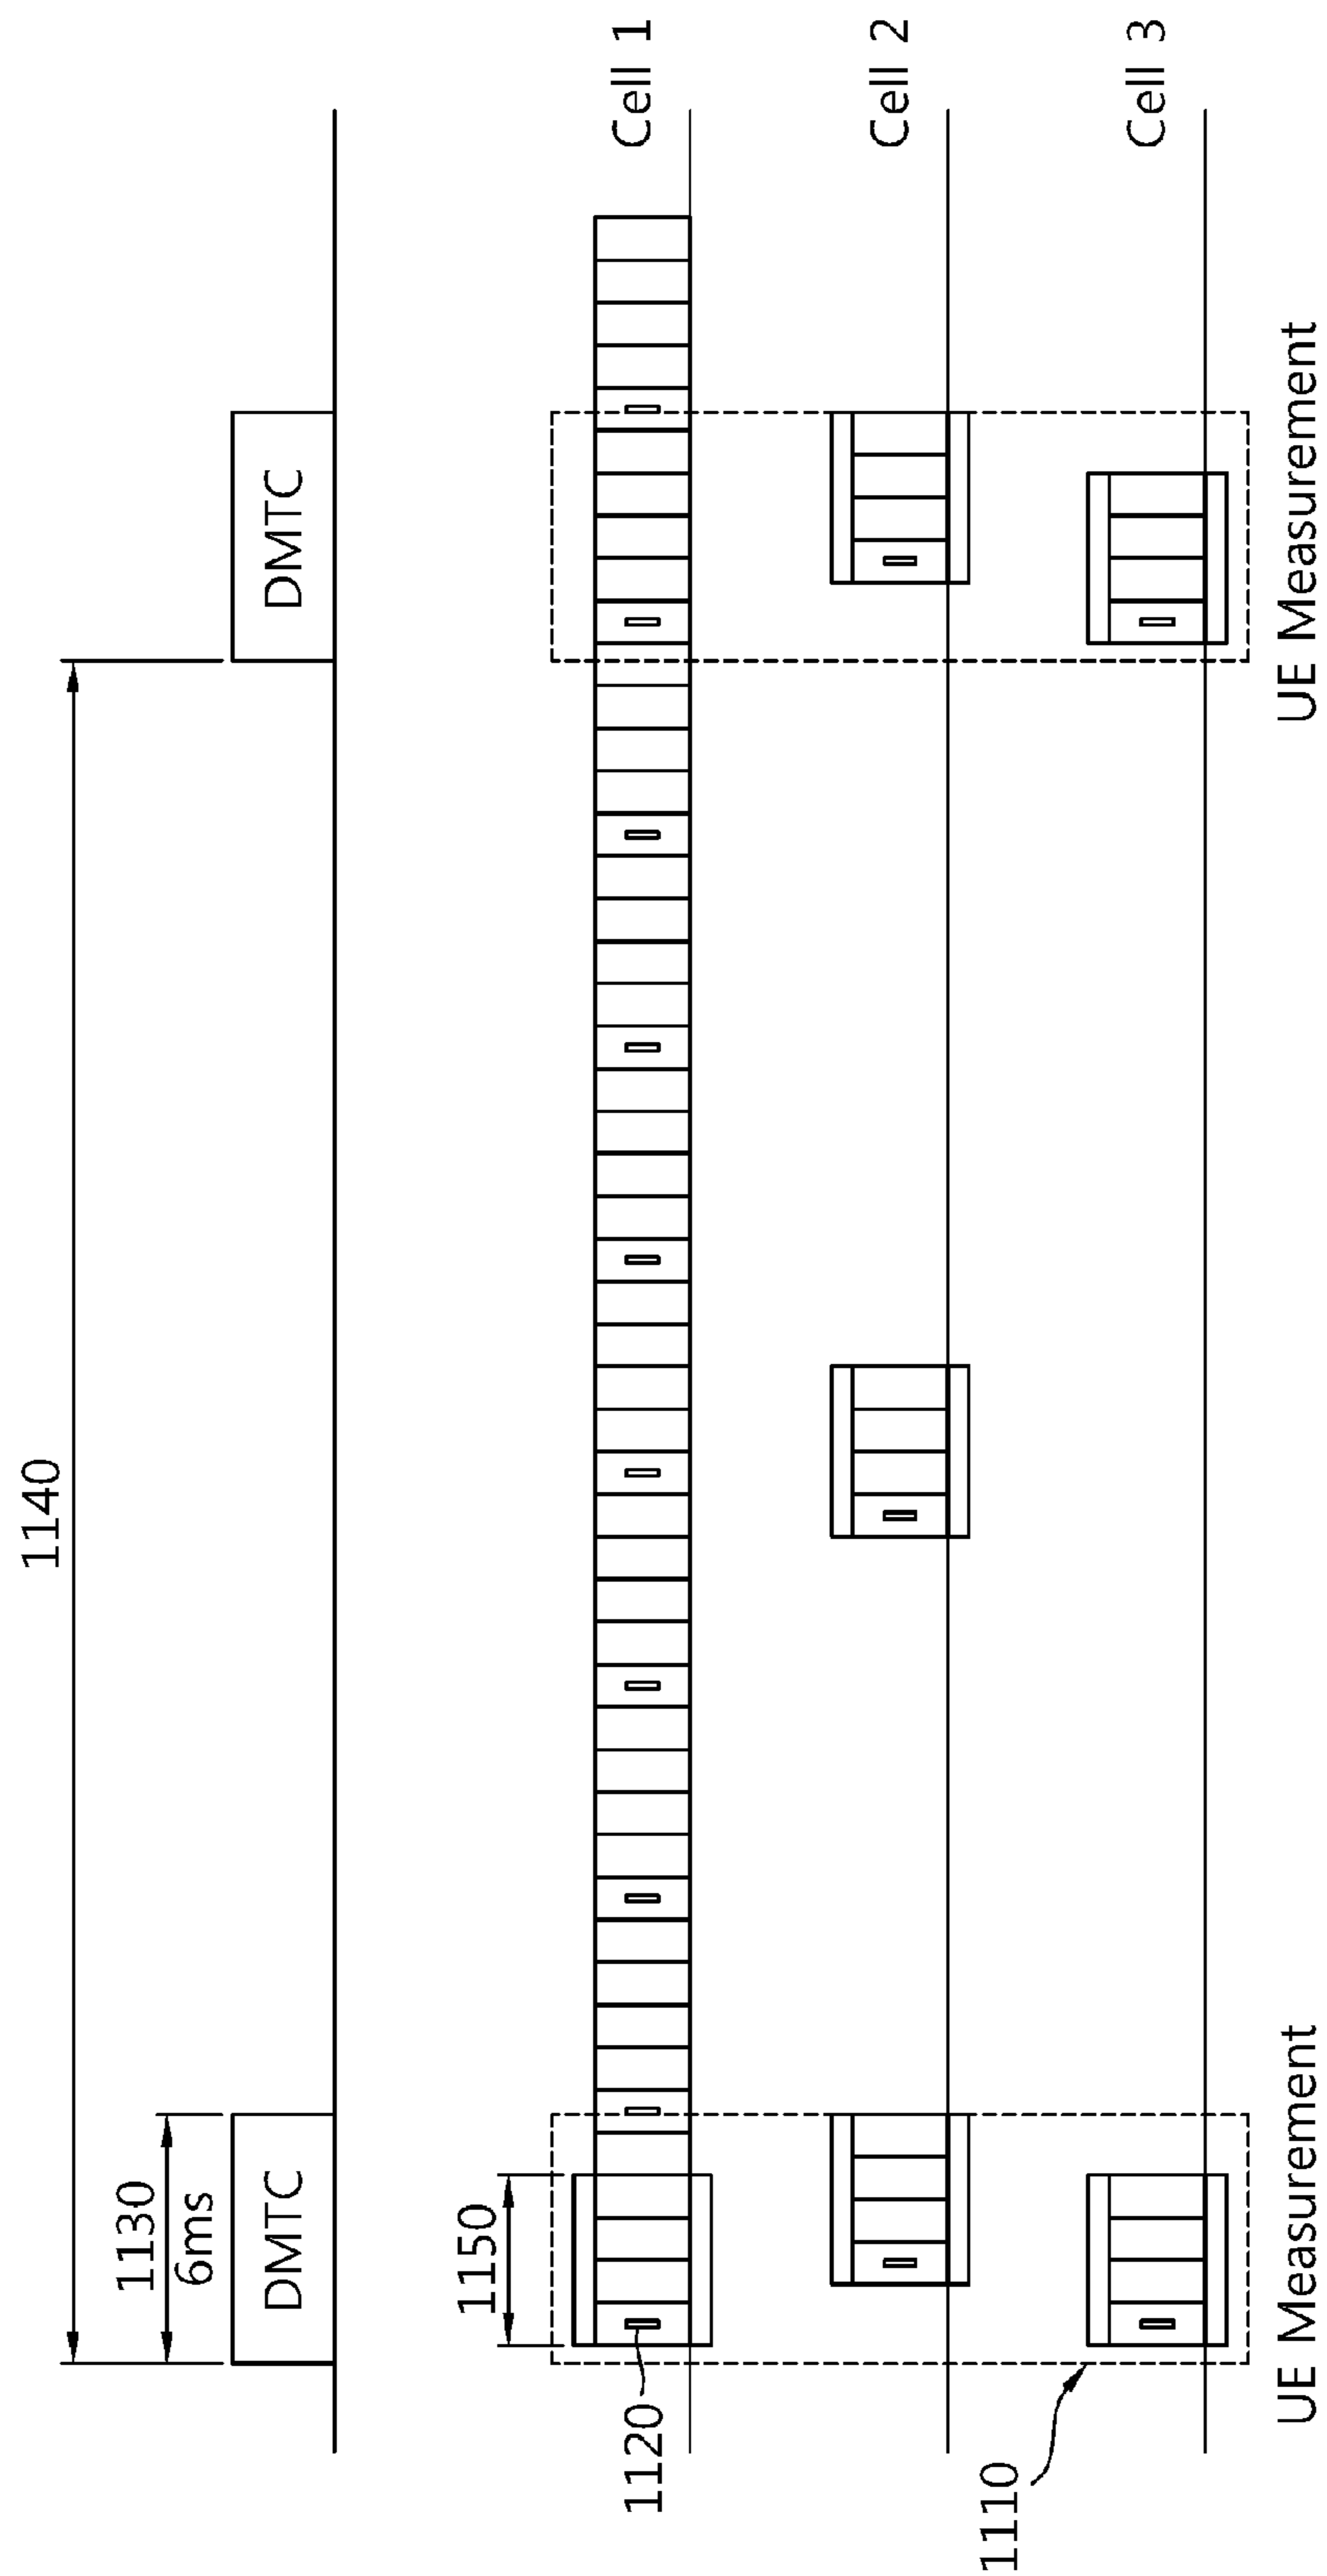 1140
1130
6ms
DMTC
DMTC
1150
1120
Cell 1
Cell 2
1110
Cell 3
UE Measurement
UE Measurement